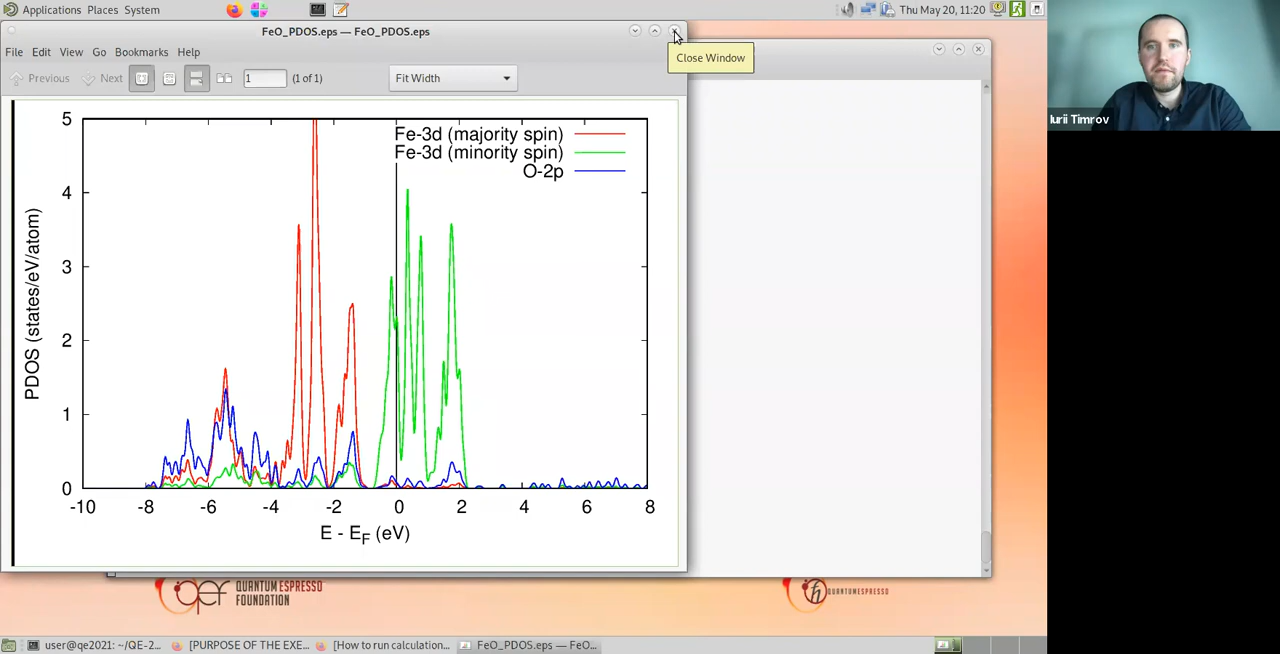 Applications Places System
Thu May 20, 11:20
FeO_PDOS.eps — FeO_PDOS.eps
File Edit View Go Bookmarks Help
Close Window
Previous Next 1 (1 of 1) Fit Width
Fe-3d (majority spin)
Fe-3d (minority spin)
O-2p
5
4
3
2
1
0
PDOS (states/eV/atom)
-10 -8 -6 -4 -2 0 2 4 6 8
E - EF (eV)
Iurii Timrov
QUANTUM ESPRESSO
FOUNDATION
QUANTUMESPRESSO
user@qe2021: ~/QE-2... [PURPOSE OF THE EXE... [How to run calculation... FeO_PDOS.eps — FeO...